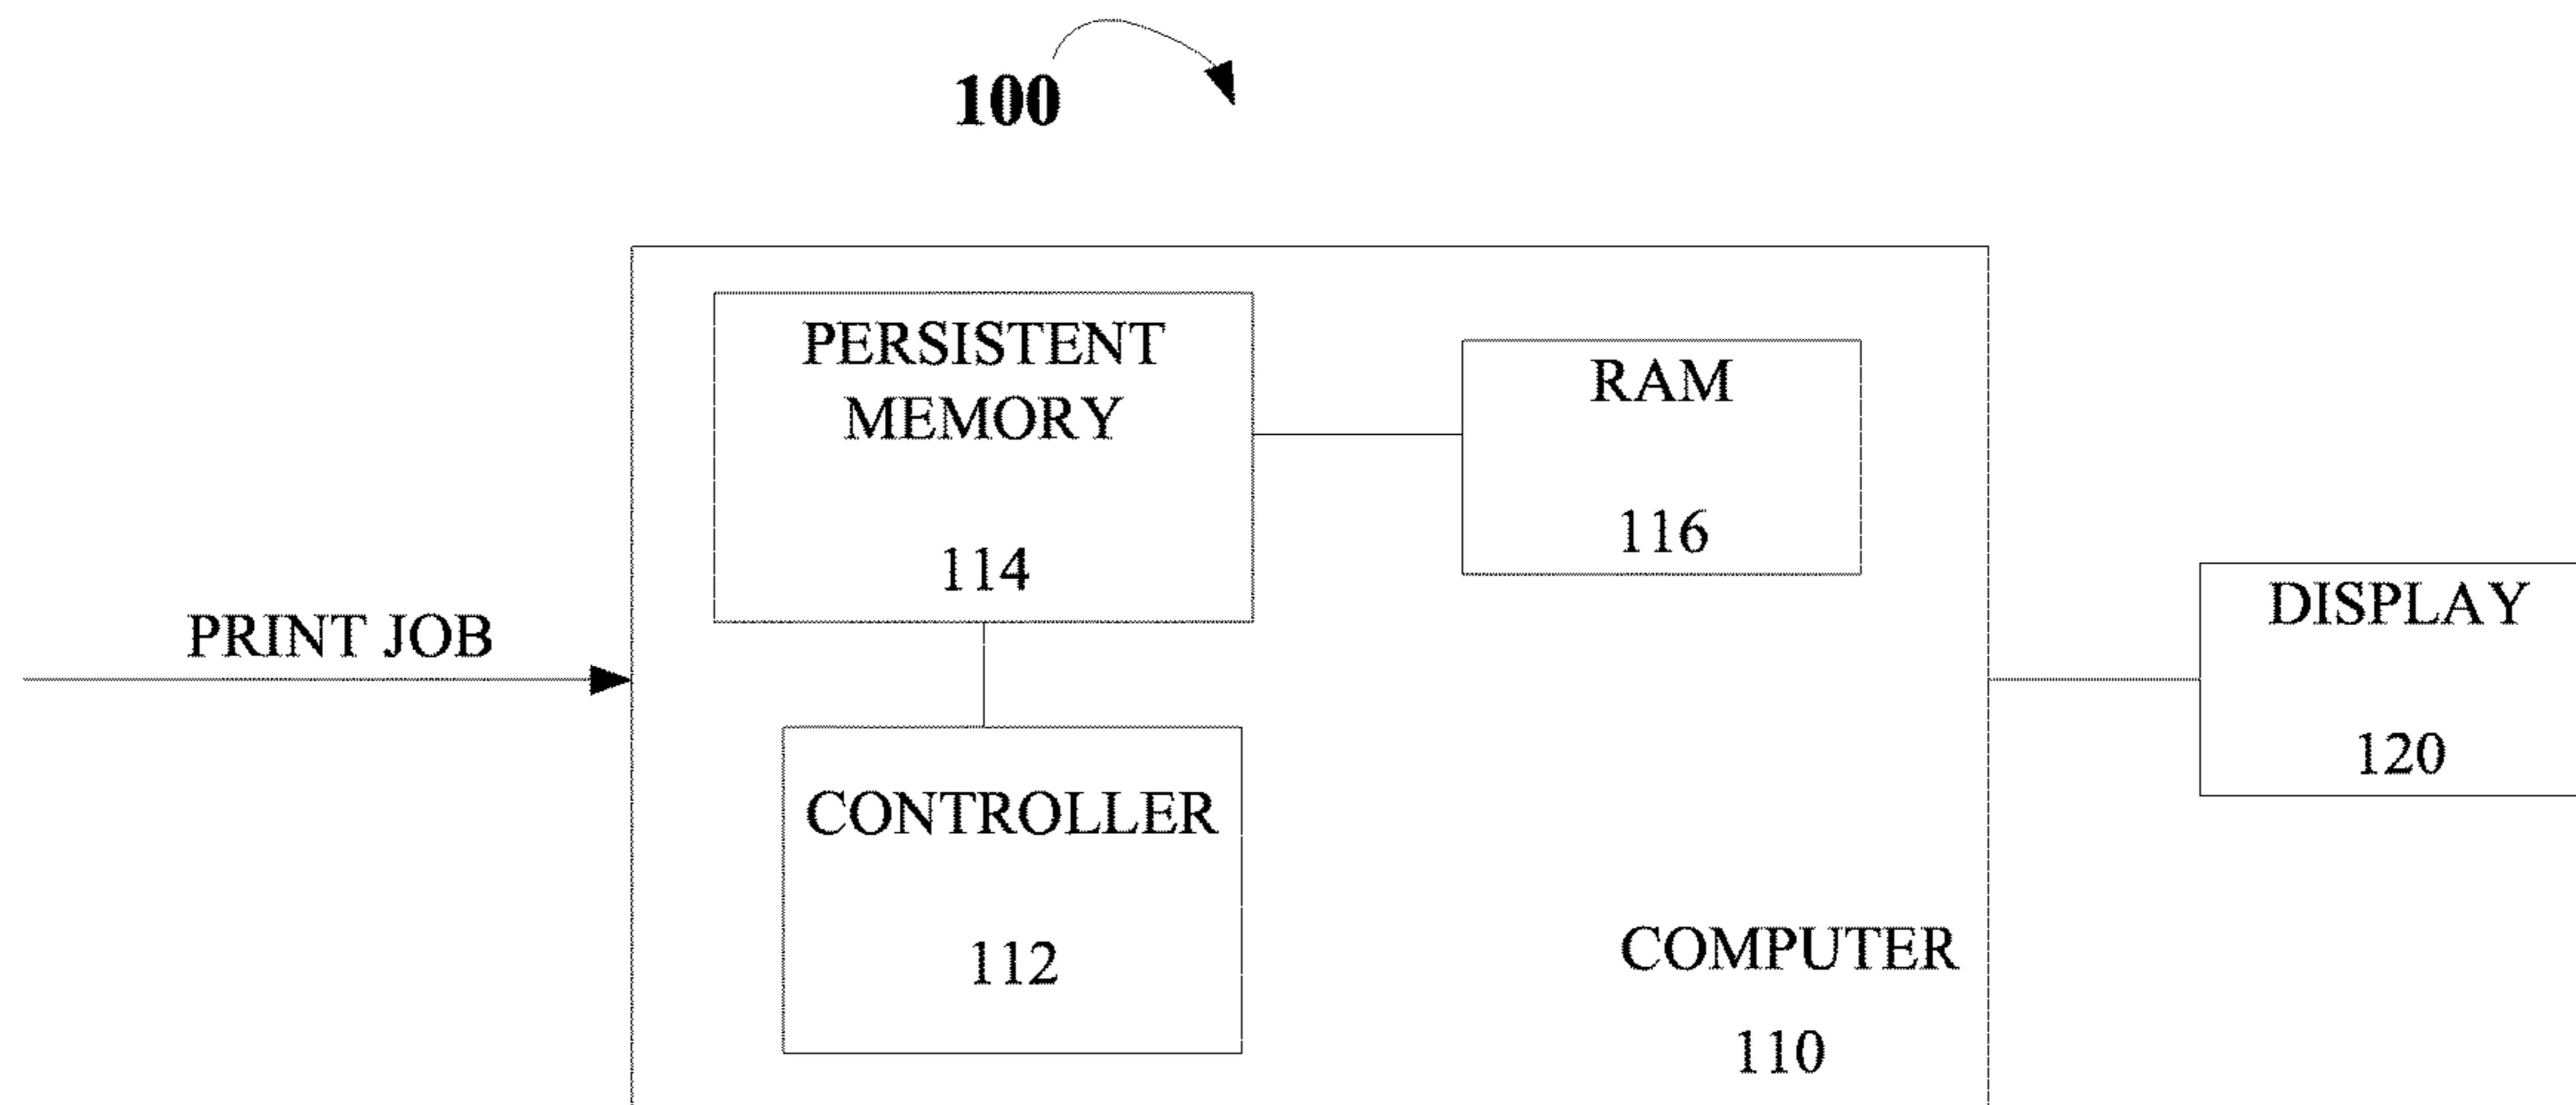 100
PERSISTENT
MEMORY
114
RAM
116
PRINT JOB
DISPLAY
120
CONTROLLER
112
COMPUTER
110